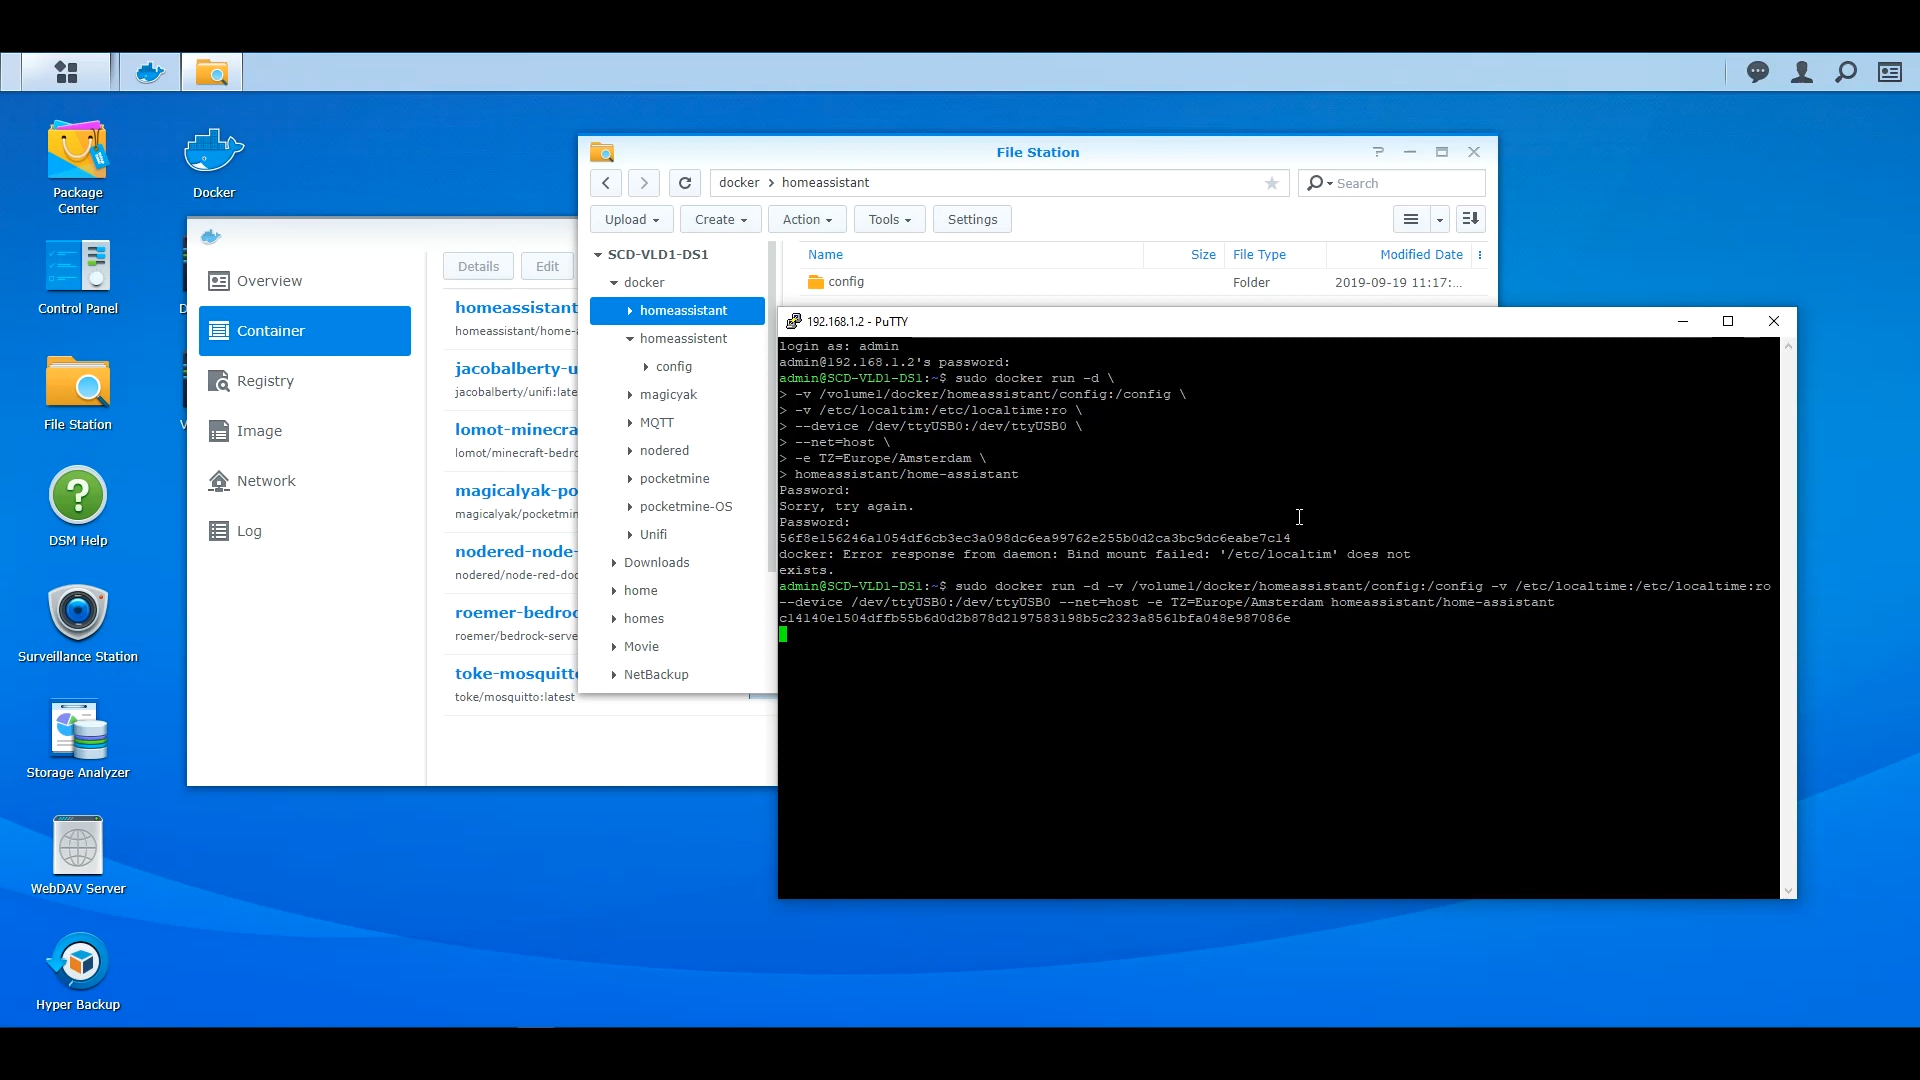 Package
Center
Docker
Control Panel
File Station
DSM Help
Surveillance Station
Storage Analyzer
WebDAV Server
Hyper Backup
Overview
Container
Registry
Image
Network
Log
Details
Edit
homeassistant
homeassistant/home-
jacobalberty-u
jacobalberty/unifi:late
lomot-minecra
lomot/minecraft-bedro
magicalyak-po
magicalyak/pocketmin
nodered-node-
nodered/node-red-doc
roemer-bedroc
roemer/bedrock-serve
toke-mosquitto
toke/mosquitto:latest
File Station
docker homeassistant
Search
Upload
Create
Action
Tools
Settings
SCD-VLD1-DS1
docker
homeassistant
homeassistent
config
magicyak
MQTT
nodered
pocketmine
pocketmine-OS
Unifi
Downloads
home
homes
Movie
NetBackup
Name Size File Type Modified Date
config Folder 2019-09-19 11:17:...
192.168.1.2 - PuTTY
login as: admin
admin@192.168.1.2's password:
admin@SCD-VLD1-DS1:~$ sudo docker run -d \
> -v /volume1/docker/homeassistant/config:/config \
> -v /etc/localtim:/etc/localtime:ro \
> --device /dev/ttyUSB0:/dev/ttyUSB0 \
> --net=host \
> -e TZ=Europe/Amsterdam \
> homeassistant/home-assistant
Password:
Sorry, try again.
Password:
56f8e156246a1054df6cb3ec3a098dc6ea99762e255b0d2ca3bc9dc6eabe7c14
docker: Error response from daemon: Bind mount failed: '/etc/localtim' does not
exists.
admin@SCD-VLD1-DS1:~$ sudo docker run -d -v /volume1/docker/homeassistant/config:/config -v /etc/localtime:/etc/localtime:ro
--device /dev/ttyUSB0:/dev/ttyUSB0 --net=host -e TZ=Europe/Amsterdam homeassistant/home-assistant
c14140e1504dffb55b6d0d2b878d2197583198b5c2323a8561bfa048e987086e